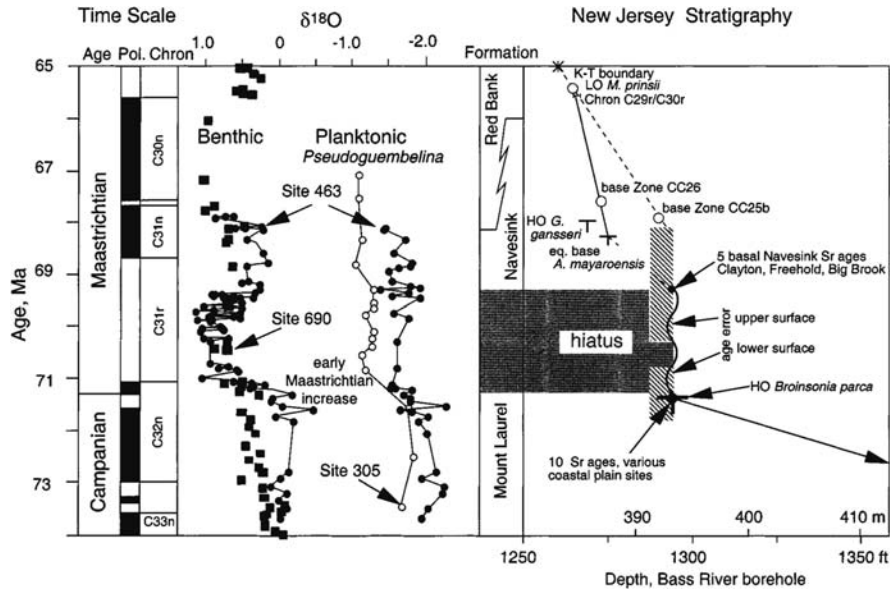 Time Scale
δ18O
New Jersey Stratigraphy
Age Pol. Chron
1.0
0
-1.0
-2.0
Formation
65
67
69
71
73
Age, Ma
Maastrichtian
Campanian
C30n
C31n
C31r
C32n
C33n
Benthic
Planktonic
Pseudoguembelina
Site 463
Site 690
early
Maastrichtian
increase
Site 305
Red Bank
Navesink
Mount Laurel
K-T boundary
LO M. prinsii
Chron C29r/C30r
base Zone CC26
base Zone CC25b
HO G.
gansseri
eq. base
A. mayaroensis
5 basal Navesink Sr ages
Clayton, Freehold, Big Brook
hiatus
age error
upper surface
lower surface
HO Broinsonia parca
10 Sr ages, various
coastal plain sites
390
400
410 m
1250
1300
1350 ft
Depth, Bass River borehole